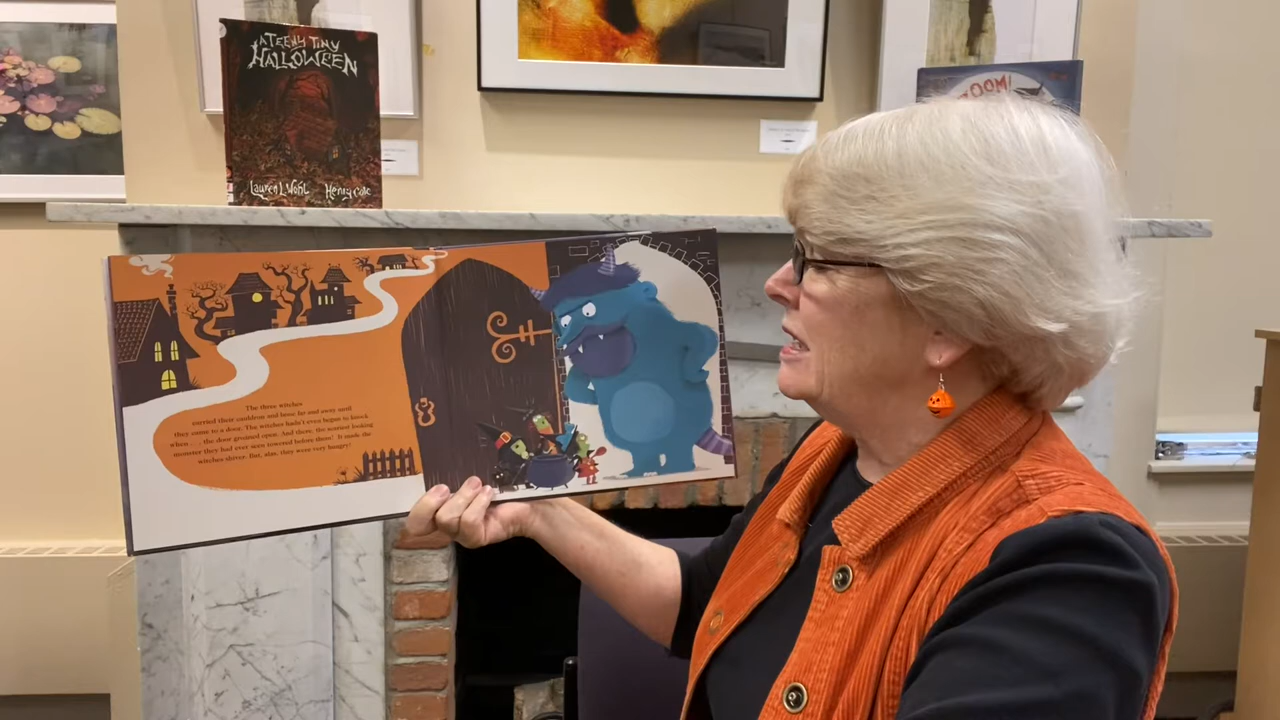 A TEENY TINY
HALLOWEEN
Lauren L. Wohl Henry Cole
ZOOM!
The three witches
carried their cauldron and broom far and away until
they came to a door. The witches hadn't even begun to knock
when . . . the door groaned open. And there, the scariest looking
monster they had ever seen towered before them! It made the
witches shiver. But, alas, they were very hungry!